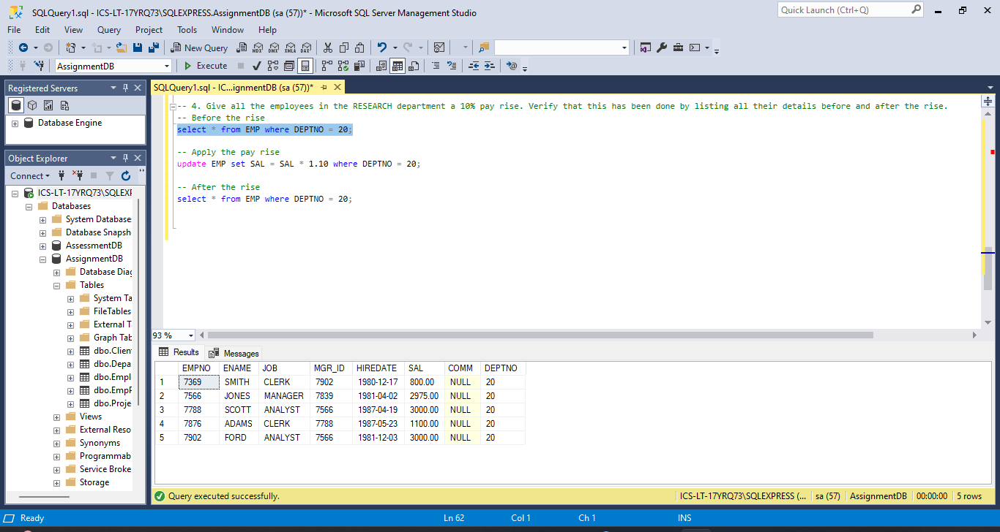 SQLQuery1.sql - ICS-LT-17YRQ73\SQLEXPRESS.AssignmentDB (sa (57))* - Microsoft SQL Server Management Studio
Quick Launch (Ctrl+Q)
File Edit View Query Project Tools Window Help
New Query MDX DMX XMLA DAX
AssignmentDB Execute
Registered Servers
Database Engine
Object Explorer
Connect
ICS-LT-17YRQ73\SQLEXP
Databases
System Database
Database Snapsh
AssessmentDB
AssignmentDB
Database Diag
Tables
System Ta
FileTables
External T
Graph Tab
dbo.Clien
dbo.Depa
dbo.Empl
dbo.EmpP
dbo.Proje
Views
External Reso
Synonyms
Programmab
Service Broke
Storage
SQLQuery1.sql - IC...ignmentDB (sa (57))*
-- 4. Give all the employees in the RESEARCH department a 10% pay rise. Verify that this has been done by listing all their details before and after the rise.
-- Before the rise
select * from EMP where DEPTNO = 20;
-- Apply the pay rise
update EMP set SAL = SAL * 1.10 where DEPTNO = 20;
-- After the rise
select * from EMP where DEPTNO = 20;
93 %
Results Messages
EMPNO ENAME JOB MGR_ID HIREDATE SAL COMM DEPTNO
1 7369 SMITH CLERK 7902 1980-12-17 800.00 NULL 20
2 7566 JONES MANAGER 7839 1981-04-02 2975.00 NULL 20
3 7788 SCOTT ANALYST 7566 1987-04-19 3000.00 NULL 20
4 7876 ADAMS CLERK 7788 1987-05-23 1100.00 NULL 20
5 7902 FORD ANALYST 7566 1981-12-03 3000.00 NULL 20
Query executed successfully. ICS-LT-17YRQ73\SQLEXPRESS (... sa (57) AssignmentDB 00:00:00 5 rows
Ready Ln 62 Col 1 Ch 1 INS